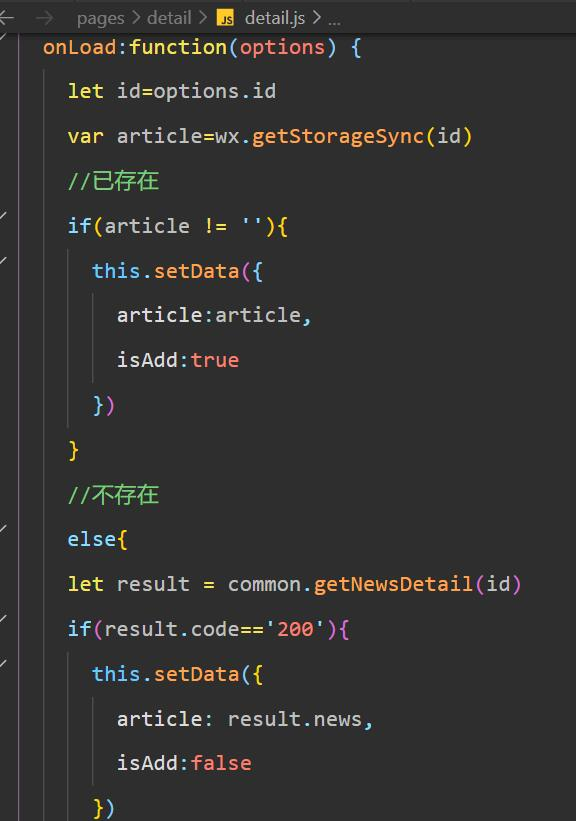 pages > detail > JS detail.js > ...
onLoad:function(options) {
let id=options.id
var article=wx.getStorageSync(id)
//已存在
if(article != ''){
this.setData({
article:article,
isAdd:true
})
}
//不存在
else{
let result = common.getNewsDetail(id)
if(result.code=='200'){
this.setData({
article: result.news,
isAdd:false
})